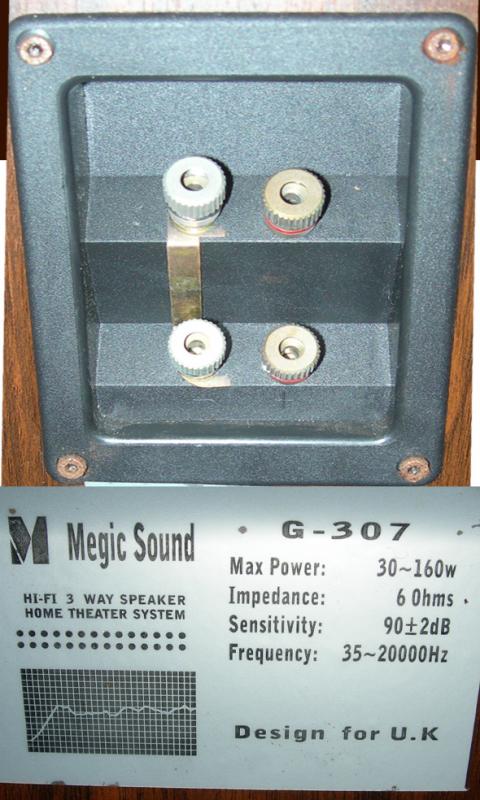 M Megic Sound
HI-FI 3 WAY SPEAKER
HOME THEATER SYSTEM
G-307
Max Power: 30~160w
Impedance: 6 Ohms
Sensitivity: 90±2dB
Frequency: 35~20000Hz
Design for U.K